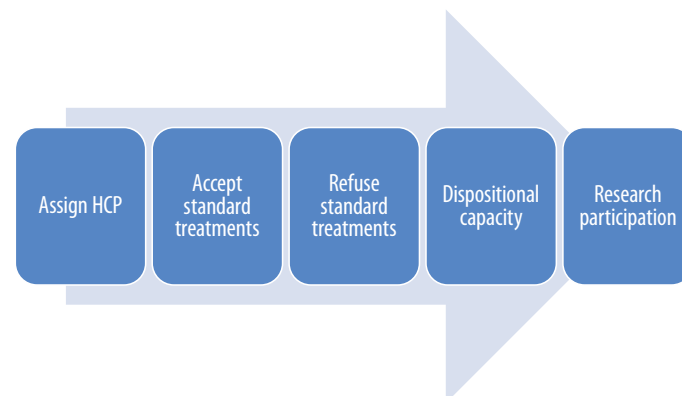 Assign HCP
Accept
standard
treatments
Refuse
standard
treatments
Dispositional
capacity
Research
participation